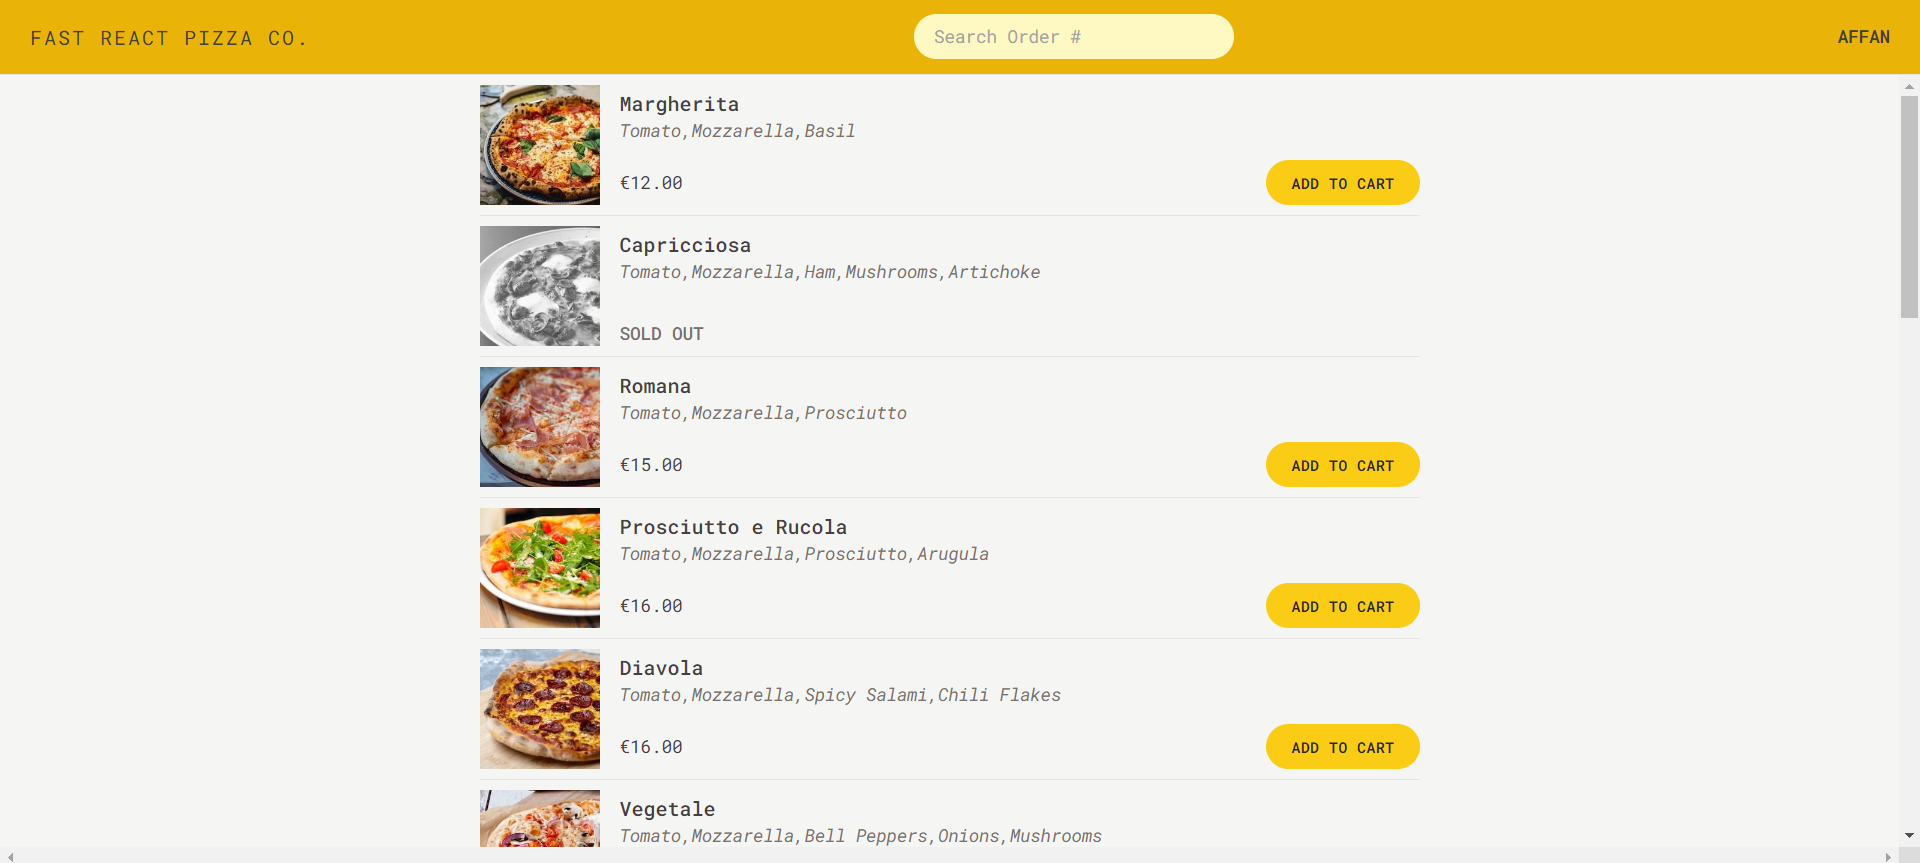 FAST REACT PIZZA CO.
Search Order #
AFFAN
Margherita
Tomato,Mozzarella,Basil
€12.00
ADD TO CART
Capricciosa
Tomato,Mozzarella,Ham,Mushrooms,Artichoke
SOLD OUT
Romana
Tomato,Mozzarella,Prosciutto
€15.00
ADD TO CART
Prosciutto e Rucola
Tomato,Mozzarella,Prosciutto,Arugula
€16.00
ADD TO CART
Diavola
Tomato,Mozzarella,Spicy Salami,Chili Flakes
€16.00
ADD TO CART
Vegetale
Tomato,Mozzarella,Bell Peppers,Onions,Mushrooms